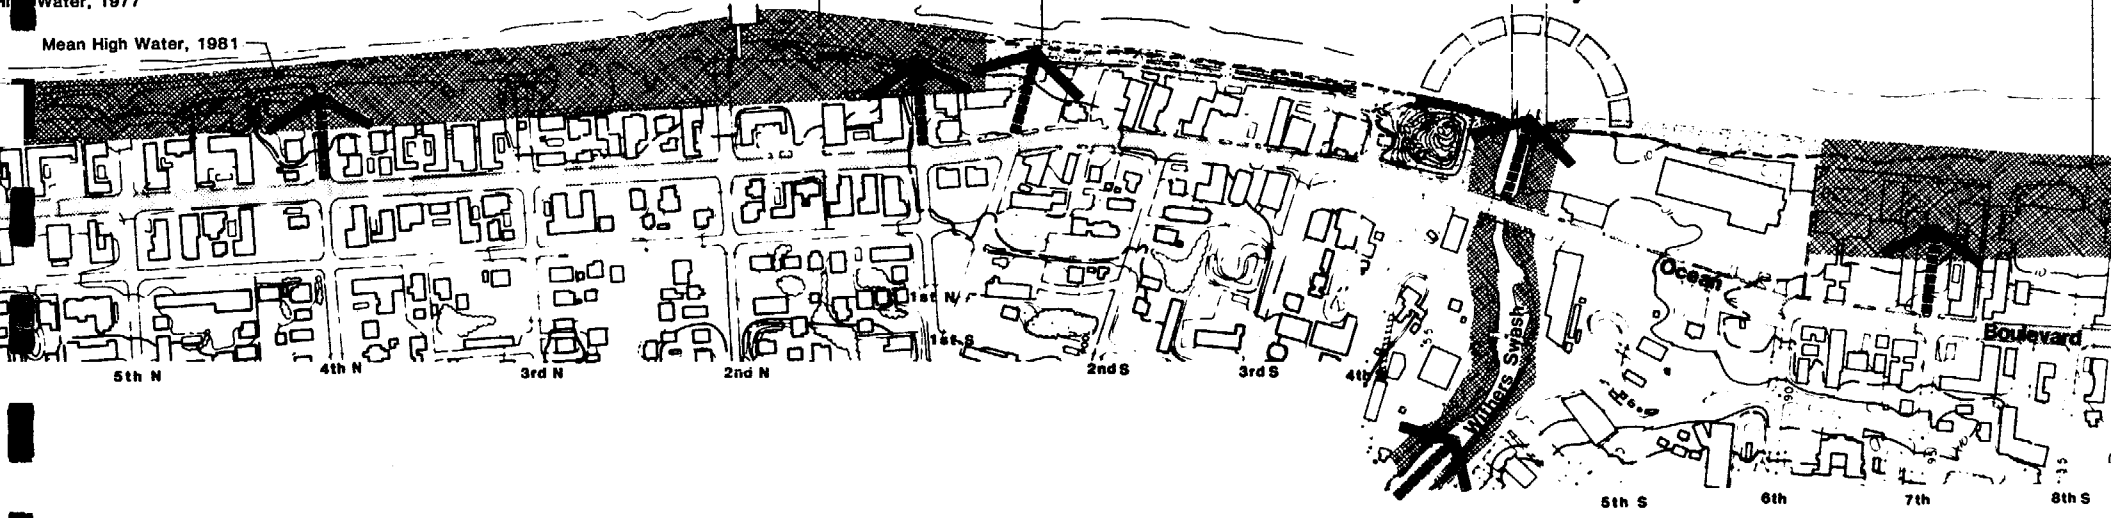 Water, 1977
Mean High Water, 1981
Ocean
Boulevard
Withers Swash
1st N
1st S
5th N
4th N
3rd N
2nd N
2nd S
3rd S
4th S
5th S
6th
7th
8th S